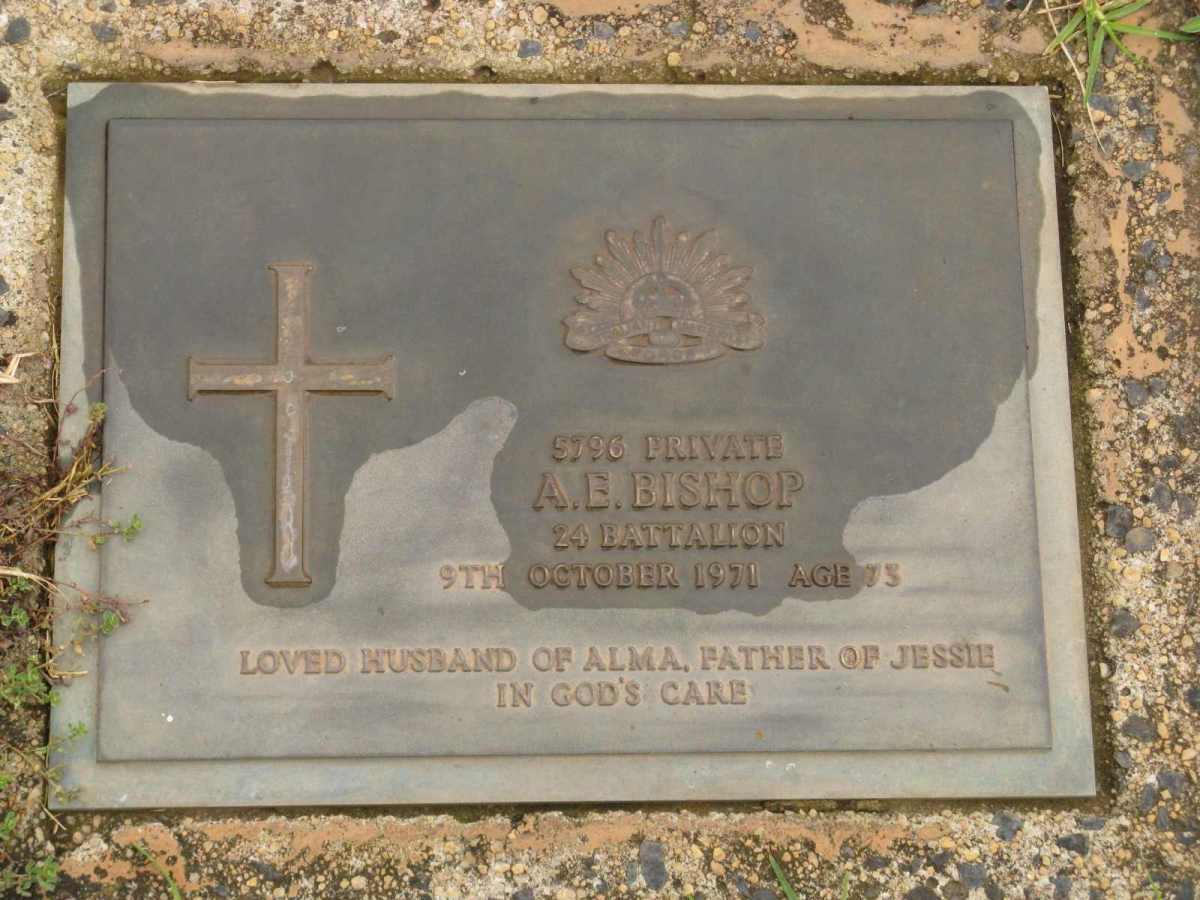 5796 PRIVATE
A.E. BISHOP
24 BATTALION
9TH OCTOBER 1971 AGE 73
LOVED HUSBAND OF ALMA, FATHER OF JESSIE
IN GOD'S CARE